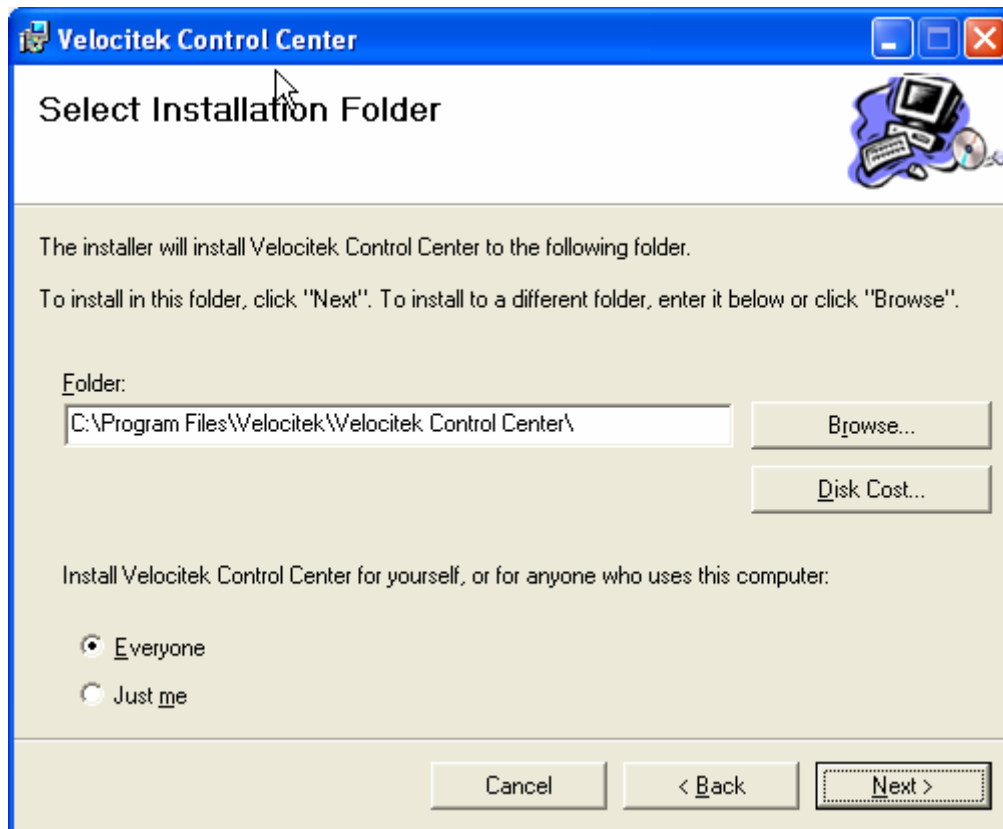 Velocitek Control Center
Select Installation Folder
The installer will install Velocitek Control Center to the following folder.
To install in this folder, click "Next". To install to a different folder, enter it below or click "Browse".
Folder:
C:\Program Files\Velocitek\Velocitek Control Center\
Browse...
Disk Cost...
Install Velocitek Control Center for yourself, or for anyone who uses this computer:
Everyone
Just me
Cancel
< Back
Next >